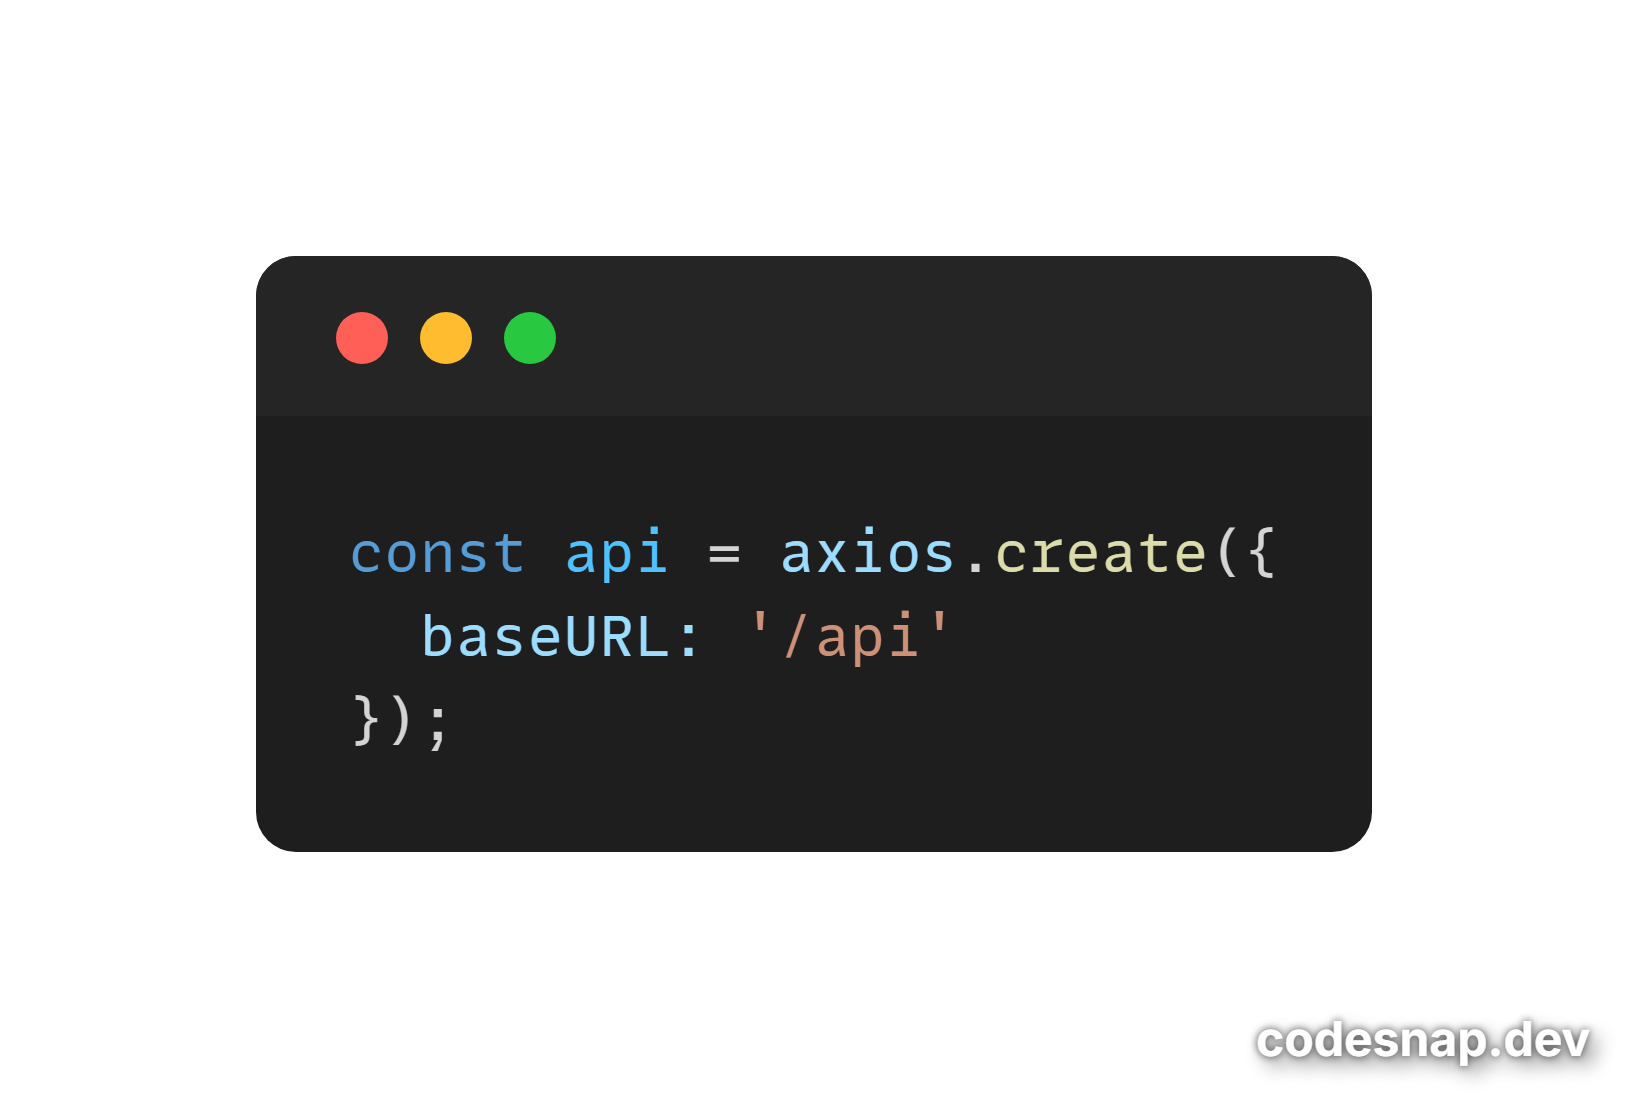 const api = axios.create({
  baseURL: '/api'
});
codesnap.dev